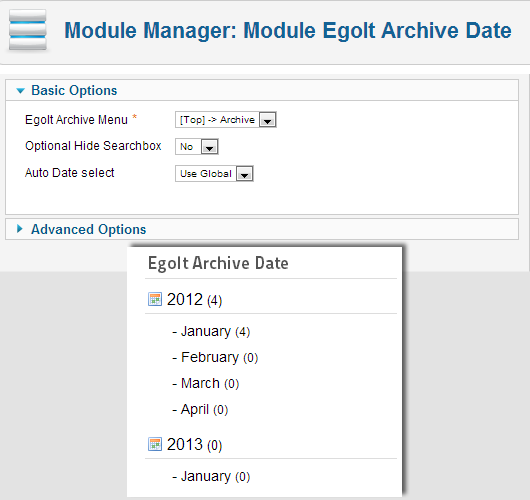 Module Manager: Module Egolt Archive Date
Basic Options
Egolt Archive Menu * [Top] -> Archive
Optional Hide Searchbox No
Auto Date select Use Global
Advanced Options
Egolt Archive Date
2012 (4)
- January (4)
- February (0)
- March (0)
- April (0)
2013 (0)
- January (0)